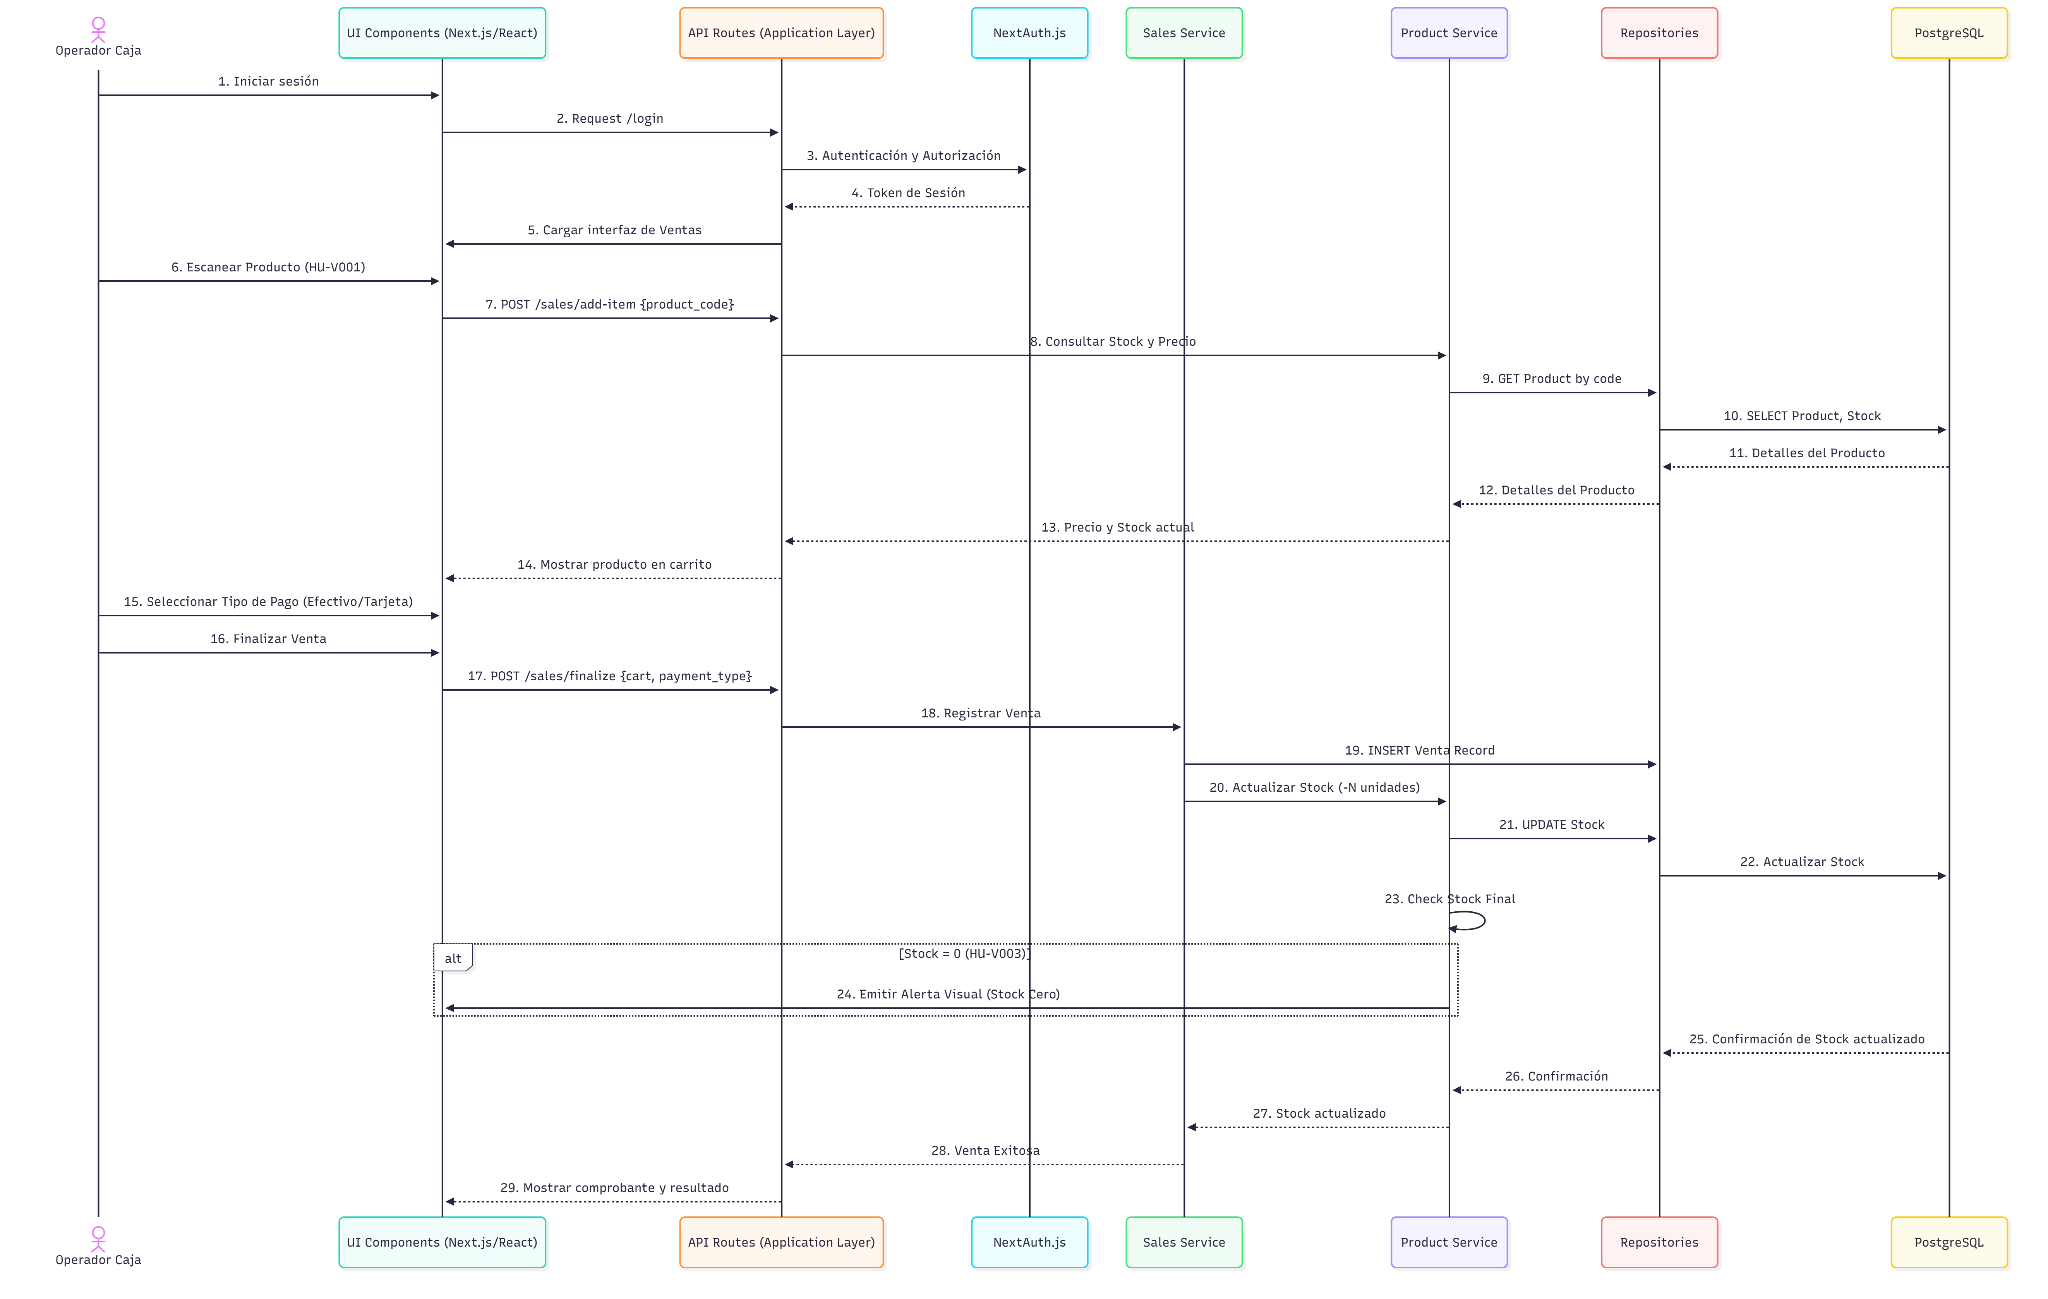 Operador Caja
UI Components (Next.js/React)
API Routes (Application Layer)
NextAuth.js
Sales Service
Product Service
Repositories
PostgreSQL
1. Iniciar sesión
2. Request /login
3. Autenticación y Autorización
4. Token de Sesión
5. Cargar interfaz de Ventas
6. Escanear Producto (HU-V001)
7. POST /sales/add-item {product_code}
8. Consultar Stock y Precio
9. GET Product by code
10. SELECT Product, Stock
11. Detalles del Producto
12. Detalles del Producto
13. Precio y Stock actual
14. Mostrar producto en carrito
15. Seleccionar Tipo de Pago (Efectivo/Tarjeta)
16. Finalizar Venta
17. POST /sales/finalize {cart, payment_type}
18. Registrar Venta
19. INSERT Venta Record
20. Actualizar Stock (-N unidades)
21. UPDATE Stock
22. Actualizar Stock
23. Check Stock Final
alt
[Stock = 0 (HU-V003)]
24. Emitir Alerta Visual (Stock Cero)
25. Confirmación de Stock actualizado
26. Confirmación
27. Stock actualizado
28. Venta Exitosa
29. Mostrar comprobante y resultado
Operador Caja
UI Components (Next.js/React)
API Routes (Application Layer)
NextAuth.js
Sales Service
Product Service
Repositories
PostgreSQL